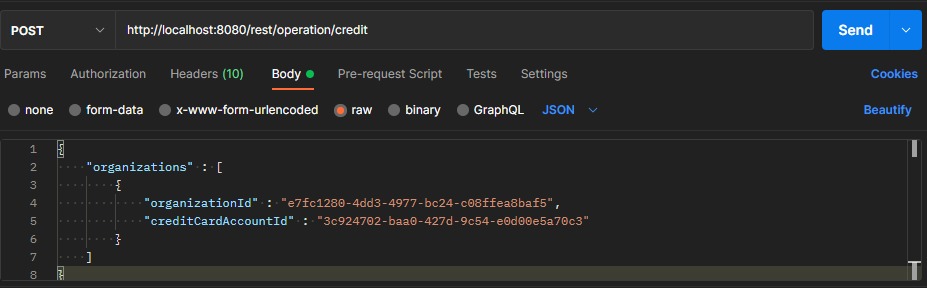 POST http://localhost:8080/rest/operation/credit Send
Params Authorization Headers (10) Body Pre-request Script Tests Settings Cookies
none form-data x-www-form-urlencoded raw binary GraphQL JSON Beautify
1 {
2 "organizations" : [
3 {
4 "organizationId" : "e7fc1280-4dd3-4977-bc24-c08ffea8baf5",
5 "creditCardAccountId" : "3c924702-baa0-427d-9c54-e0d00e5a70c3"
6 }
7 ]
8 }